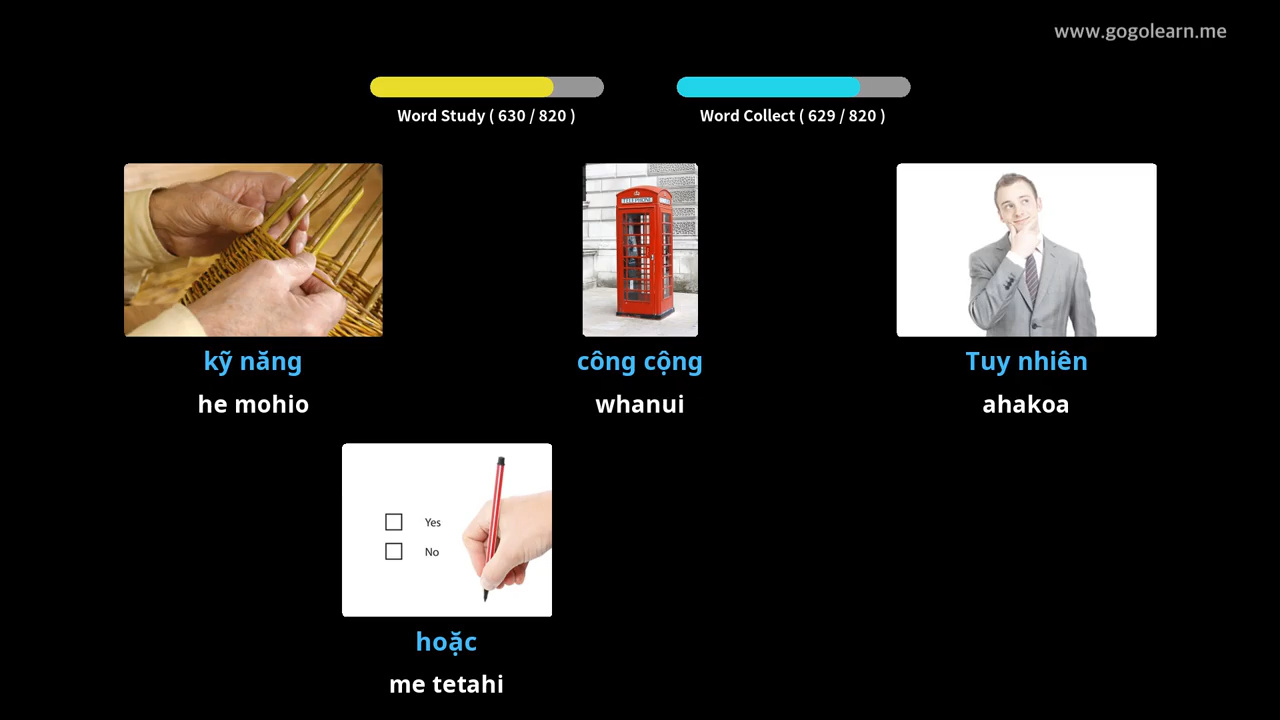 www.gogolearn.me
Word Study ( 630 / 820 )
Word Collect ( 629 / 820 )
TELEPHONE
kỹ năng
công cộng
Tuy nhiên
he mohio
whanui
ahakoa
Yes
No
hoặc
me tetahi